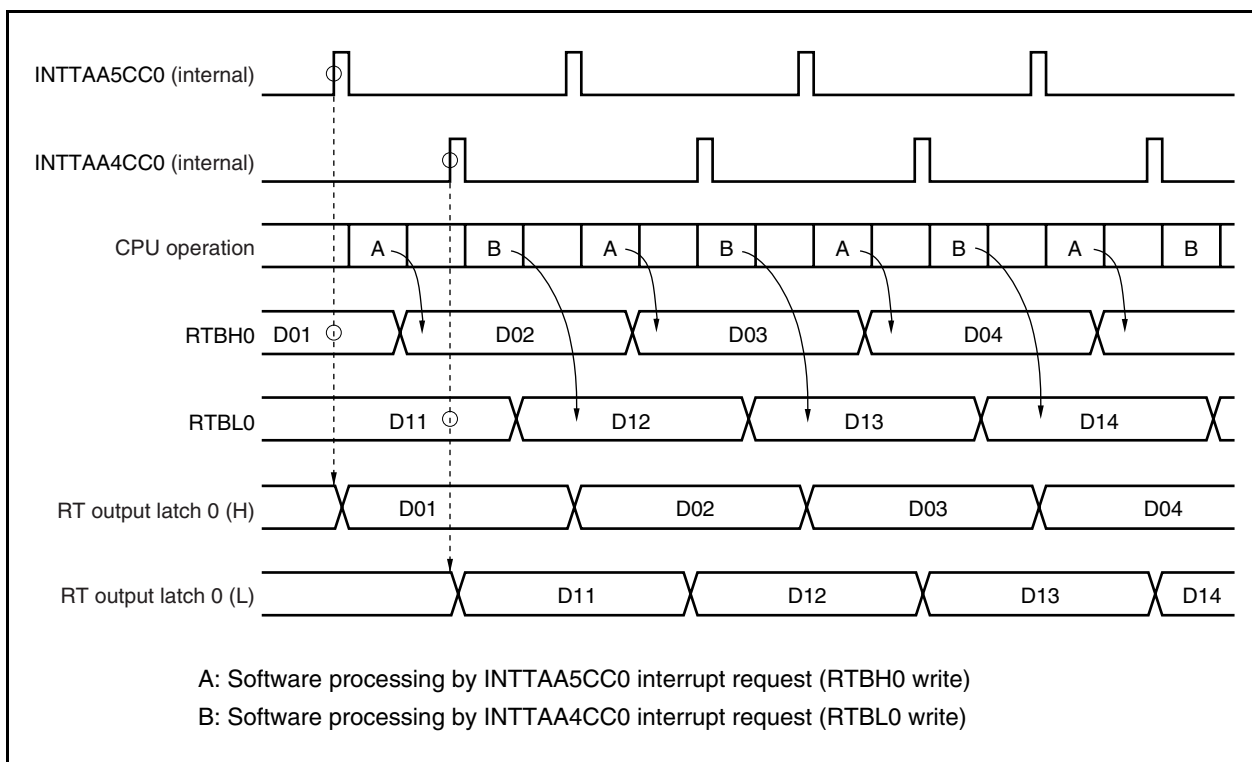 INTTAA5CC0 (internal)
INTTAA4CC0 (internal)
CPU operation A B A B A B A B
RTBH0 D01 D02 D03 D04
RTBL0 D11 D12 D13 D14
RT output latch 0 (H) D01 D02 D03 D04
RT output latch 0 (L) D11 D12 D13 D14
A: Software processing by INTTAA5CC0 interrupt request (RTBH0 write)
B: Software processing by INTTAA4CC0 interrupt request (RTBL0 write)